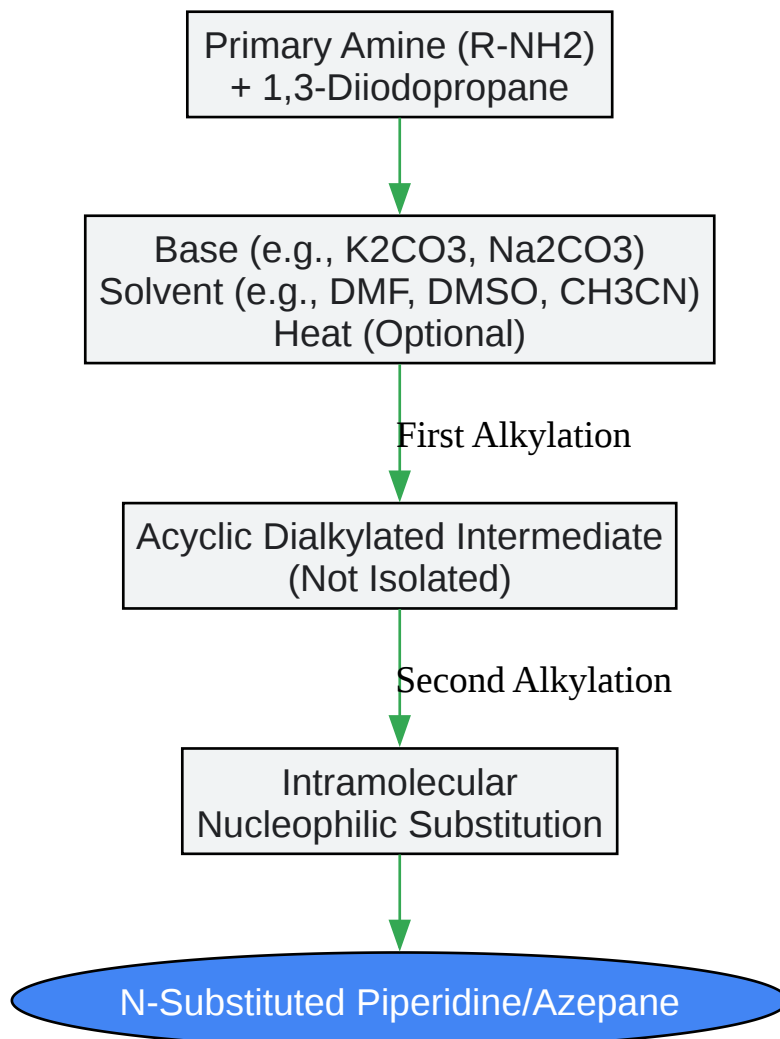 Primary Amine (R-NH2)
+ 1,3-Diiodopropane
Base (e.g., K2CO3, Na2CO3)
Solvent (e.g., DMF, DMSO, CH3CN)
Heat (Optional)
First Alkylation
Acyclic Dialkylated Intermediate
(Not Isolated)
Second Alkylation
Intramolecular
Nucleophilic Substitution
N-Substituted Piperidine/Azepane